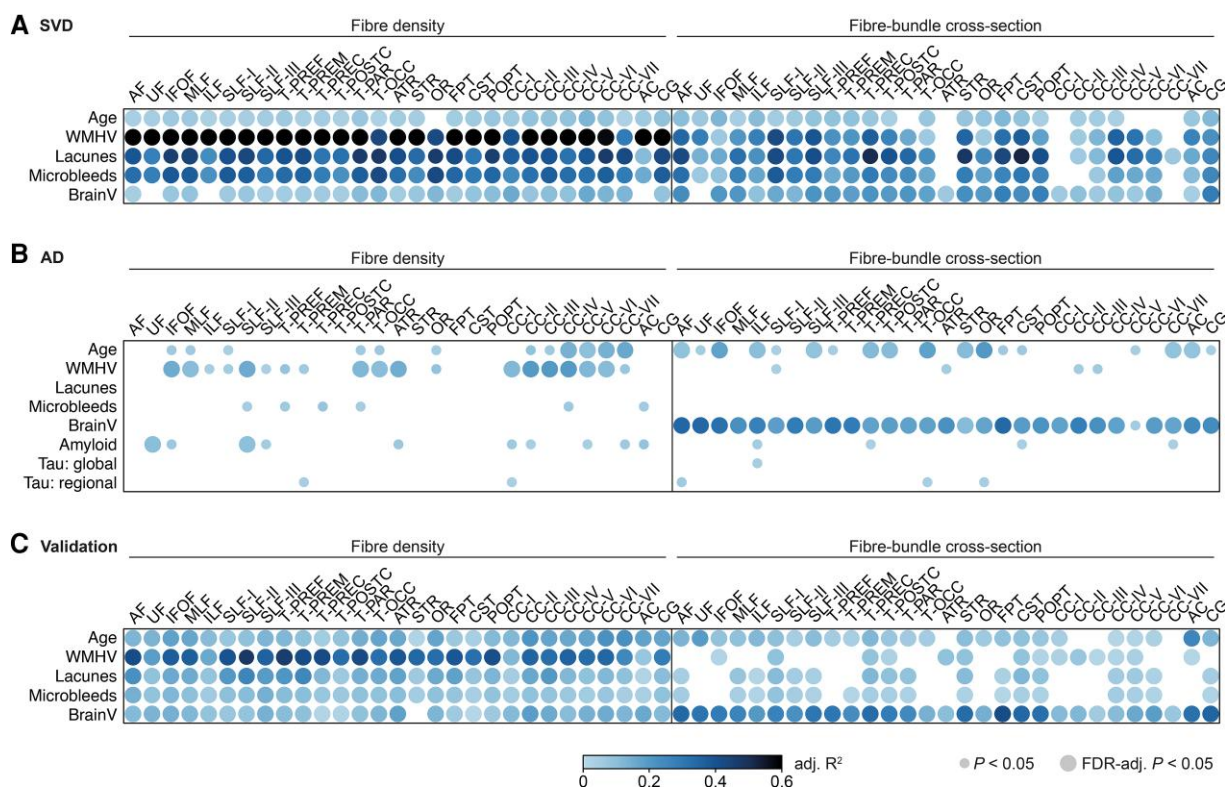 A SVD
Fibre density Fibre-bundle cross-section
AF UF IFOF MLF ILF SLF-I SLF-II SLF-III T-PREF T-PREM T-PREC T-POSTC T-PAR T-OCC ATR STR OR FPT CST POPT CC-I CC-II CC-III CC-IV CC-V CC-VI CC-VII AC CG AF UF IFOF MLF ILF SLF-I SLF-II SLF-III T-PREF T-PREM T-PREC T-POSTC T-PAR T-OCC ATR STR OR FPT CST POPT CC-I CC-II CC-III CC-IV CC-V CC-VI CC-VII AC CG
Age
WMHV
Lacunes
Microbleeds
BrainV
B AD
Fibre density Fibre-bundle cross-section
AF UF IFOF MLF ILF SLF-I SLF-II SLF-III T-PREF T-PREM T-PREC T-POSTC T-PAR T-OCC ATR STR OR FPT CST POPT CC-I CC-II CC-III CC-IV CC-V CC-VI CC-VII AC CG AF UF IFOF MLF ILF SLF-I SLF-II SLF-III T-PREF T-PREM T-PREC T-POSTC T-PAR T-OCC ATR STR OR FPT CST POPT CC-I CC-II CC-III CC-IV CC-V CC-VI CC-VII AC CG
Age
WMHV
Lacunes
Microbleeds
BrainV
Amyloid
Tau: global
Tau: regional
C Validation
Fibre density Fibre-bundle cross-section
AF UF IFOF MLF ILF SLF-I SLF-II SLF-III T-PREF T-PREM T-PREC T-POSTC T-PAR T-OCC ATR STR OR FPT CST POPT CC-I CC-II CC-III CC-IV CC-V CC-VI CC-VII AC CG AF UF IFOF MLF ILF SLF-I SLF-II SLF-III T-PREF T-PREM T-PREC T-POSTC T-PAR T-OCC ATR STR OR FPT CST POPT CC-I CC-II CC-III CC-IV CC-V CC-VI CC-VII AC CG
Age
WMHV
Lacunes
Microbleeds
BrainV
adj. R² P < 0.05 FDR-adj. P < 0.05
0 0.2 0.4 0.6